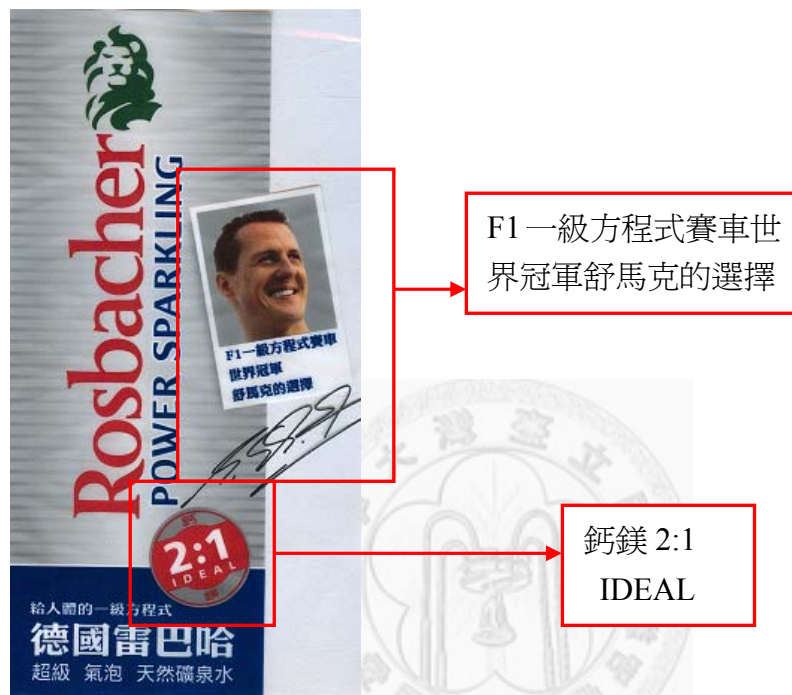 Rosbacher
POWER SPARKLING
F1一級方程式賽車
世界冠軍
舒馬克的選擇
鈣
2:1
IDEAL
鎂
給人體的一級方程式
德國雷巴哈
超級 氣泡 天然礦泉水
F1 一級方程式賽車世
界冠軍舒馬克的選擇
鈣鎂 2:1
IDEAL